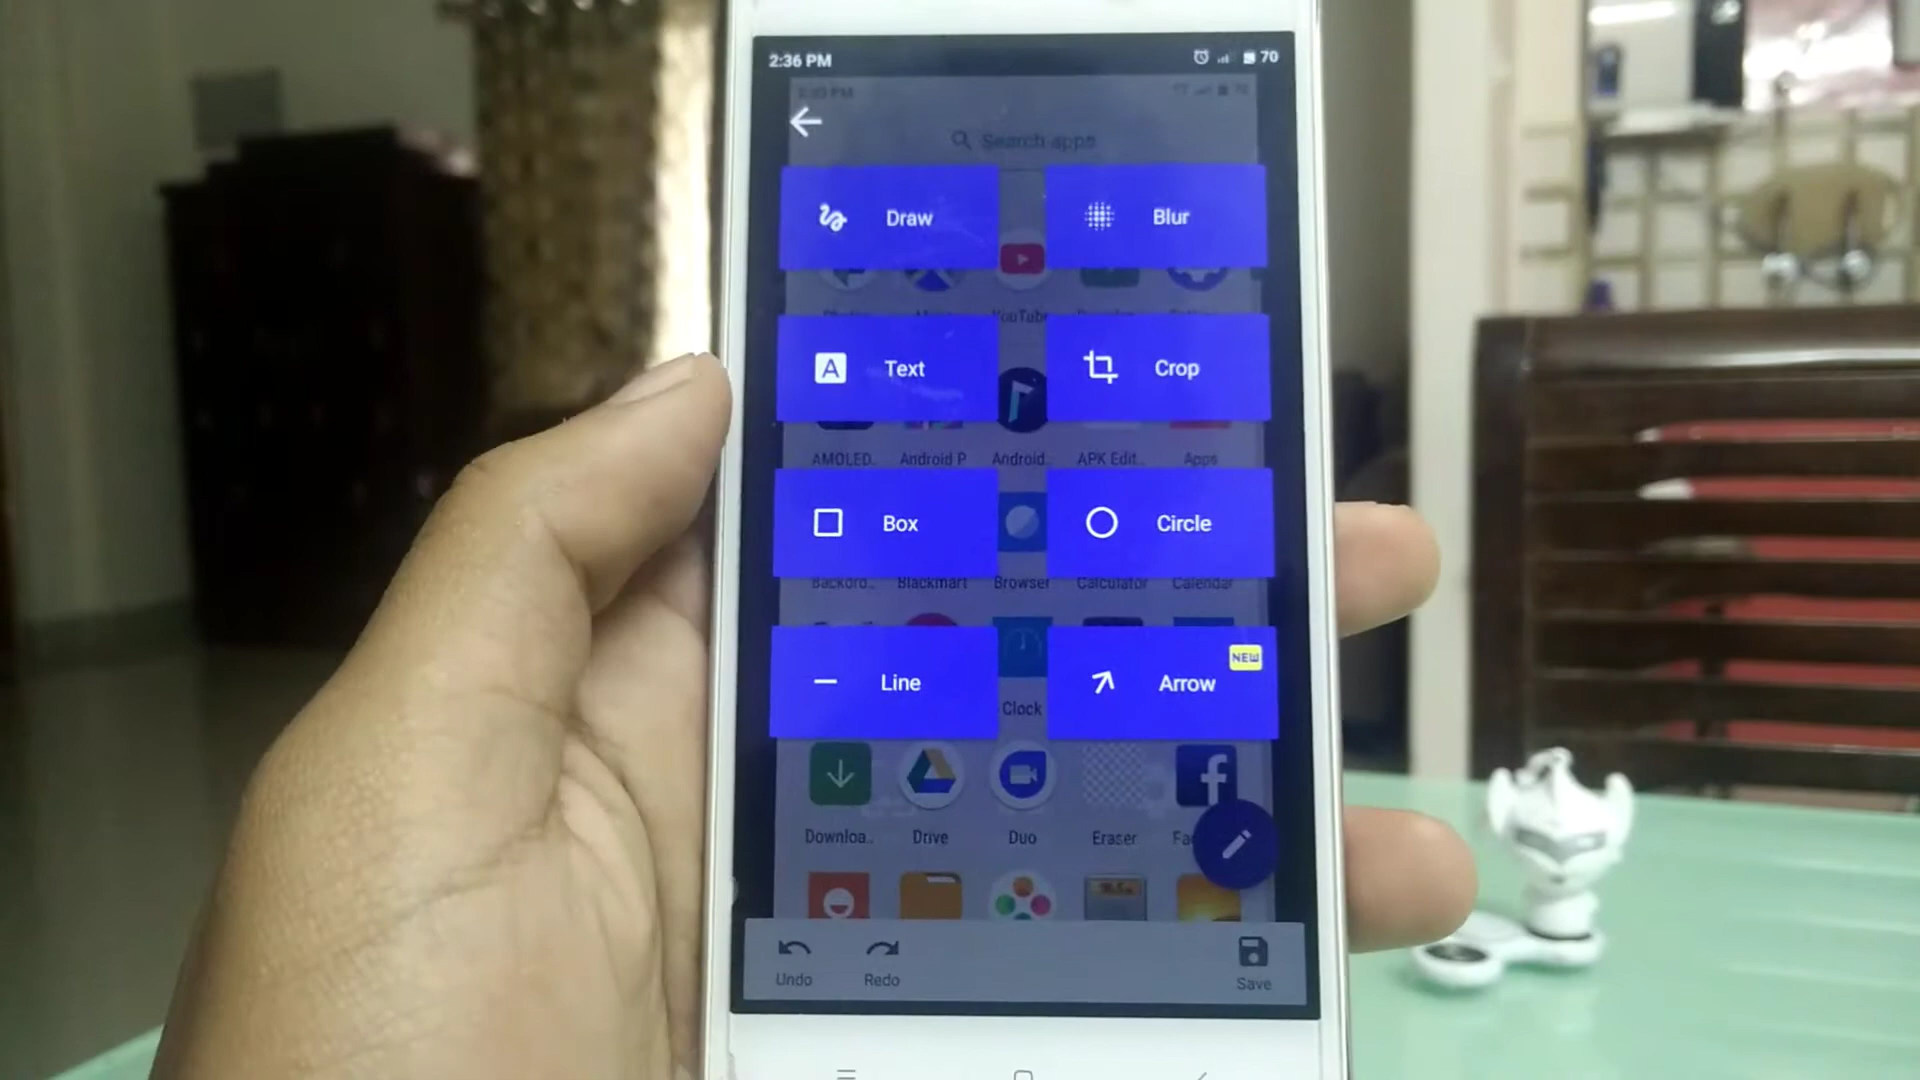 2:36 PM
70
Search apps
Draw
Blur
YouTube
Text
Crop
AMOLED..
Android P
Android..
APK Edit..
Apps
Box
Circle
Blackmart
Browser
Calculator
Calendar
NEW
Line
Arrow
Clock
Downloa..
Drive
Duo
Eraser
Undo
Redo
Save